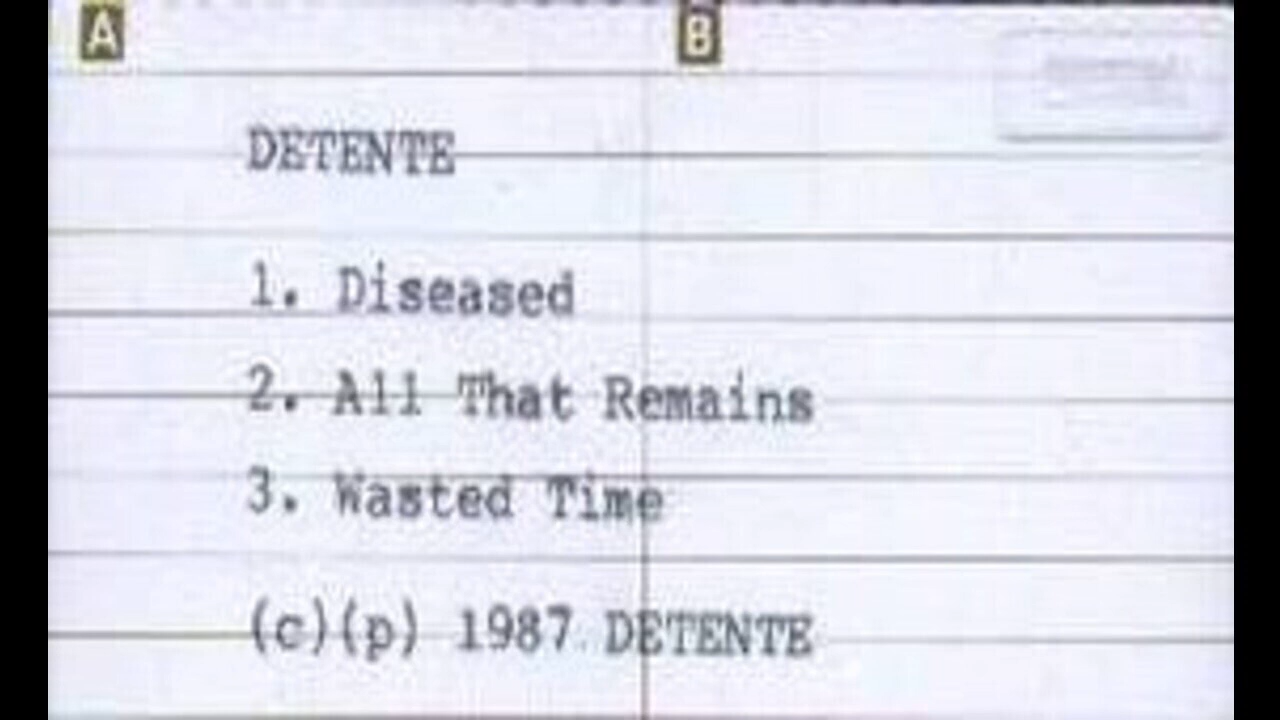 A B
DETENTE
1. Diseased
2. All That Remains
3. Wasted Time
(c)(p) 1987 DETENTE